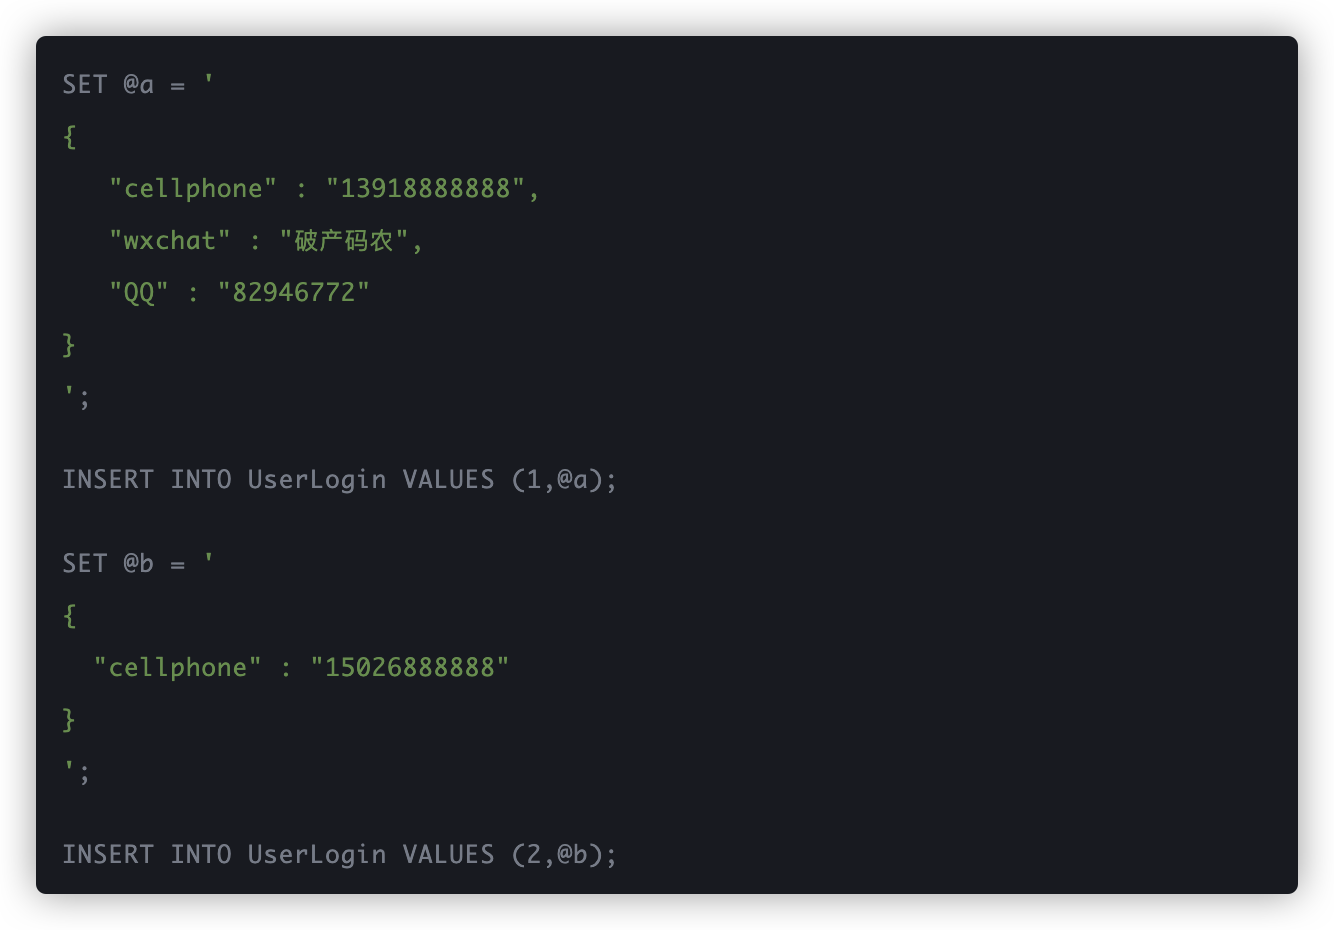 SET @a = '
{
   "cellphone" : "13918888888",
   "wxchat" : "破产码农",
   "QQ" : "82946772"
}
';
INSERT INTO UserLogin VALUES (1,@a);
SET @b = '
{
  "cellphone" : "15026888888"
}
';
INSERT INTO UserLogin VALUES (2,@b);